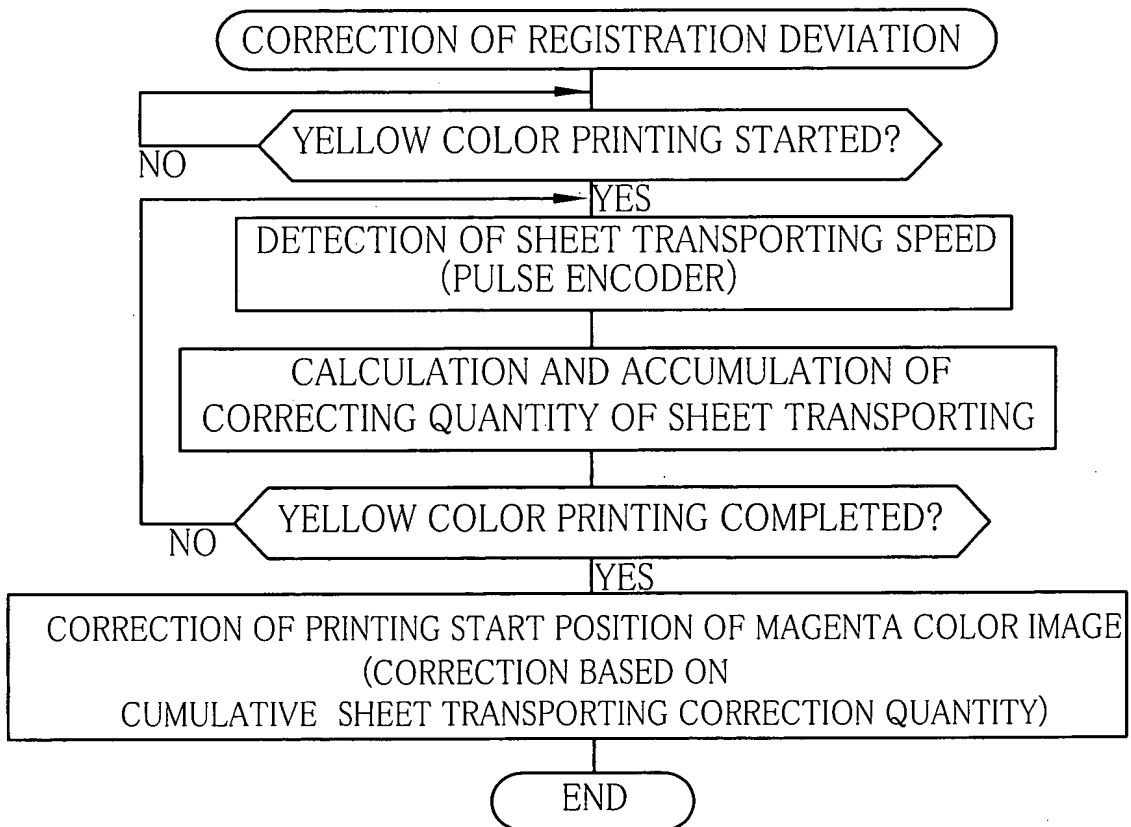 CORRECTION OF REGISTRATION DEVIATION
YELLOW COLOR PRINTING STARTED?
NO
YES
DETECTION OF SHEET TRANSPORTING SPEED
(PULSE ENCODER)
CALCULATION AND ACCUMULATION OF
CORRECTING QUANTITY OF SHEET TRANSPORTING
YELLOW COLOR PRINTING COMPLETED?
NO
YES
CORRECTION OF PRINTING START POSITION OF MAGENTA COLOR IMAGE
(CORRECTION BASED ON
CUMULATIVE SHEET TRANSPORTING CORRECTION QUANTITY)
END